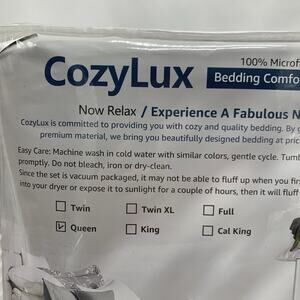 100% Microf
CozyLux
Bedding Comfo
Now Relax / Experience A Fabulous N
CozyLux is committed to providing you with cozy and quality bedding. By
premium material, we bring you beautifully designed bedding at pric
Easy Care: Machine wash in cold water with similar colors, gentle cycle. Tum
promptly. Do not bleach, iron or dry-clean.
Since the set is vacuum packaged, it may not be able to fluff up when you firs
into your dryer or expose it to sunlight for a couple of hours, then it will fluff
Twin
Twin XL
Full
Queen
King
Cal King